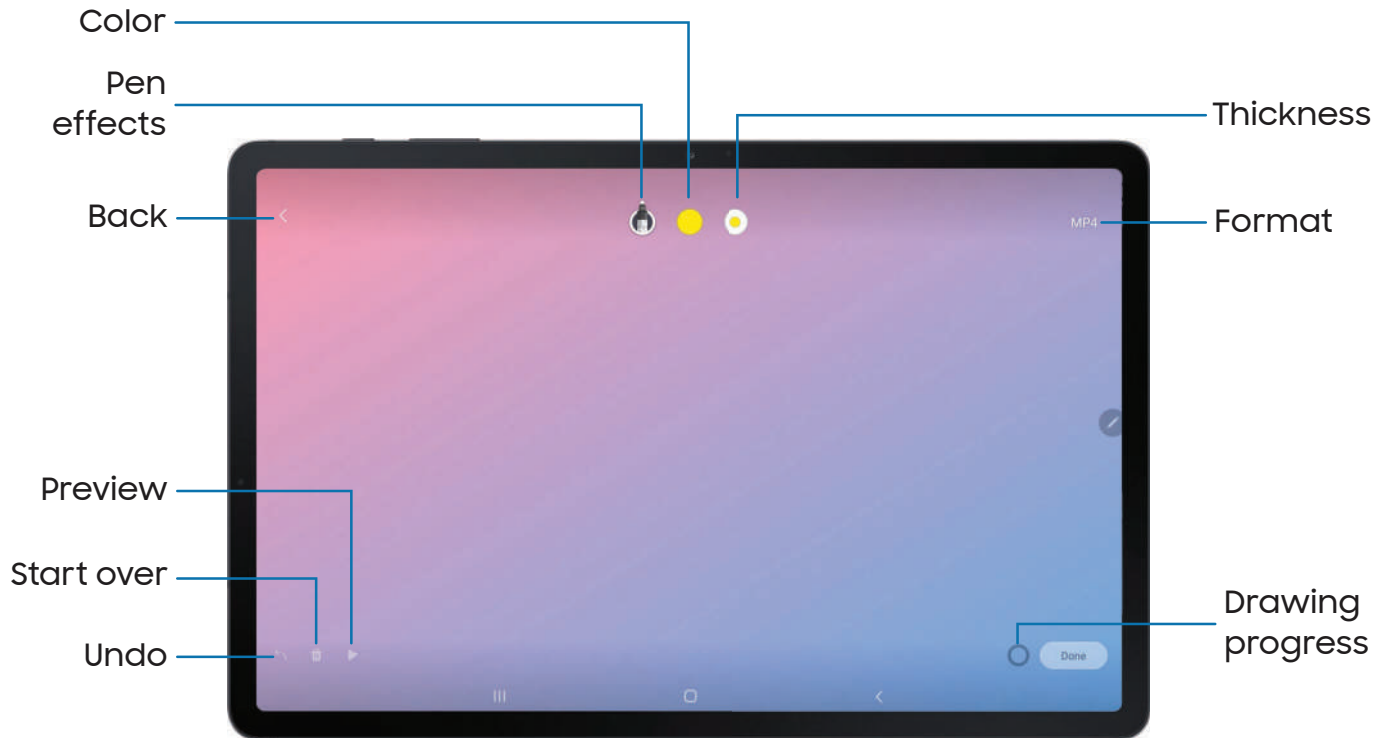 Color
Pen
effects
Thickness
Back
MP4
Format
Preview
Start over
Undo
Drawing
progress
Done